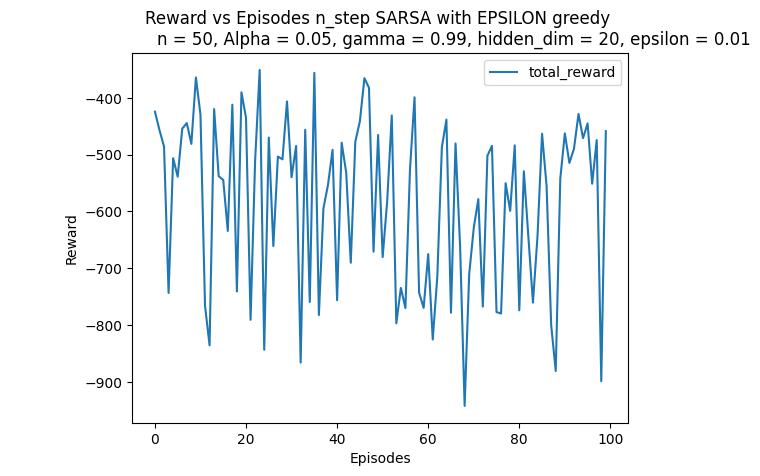 Reward vs Episodes n_step SARSA with EPSILON greedy
n = 50, Alpha = 0.05, gamma = 0.99, hidden_dim = 20, epsilon = 0.01
total_reward
−400
−500
−600
−700
−800
−900
Reward
0 20 40 60 80 100
Episodes